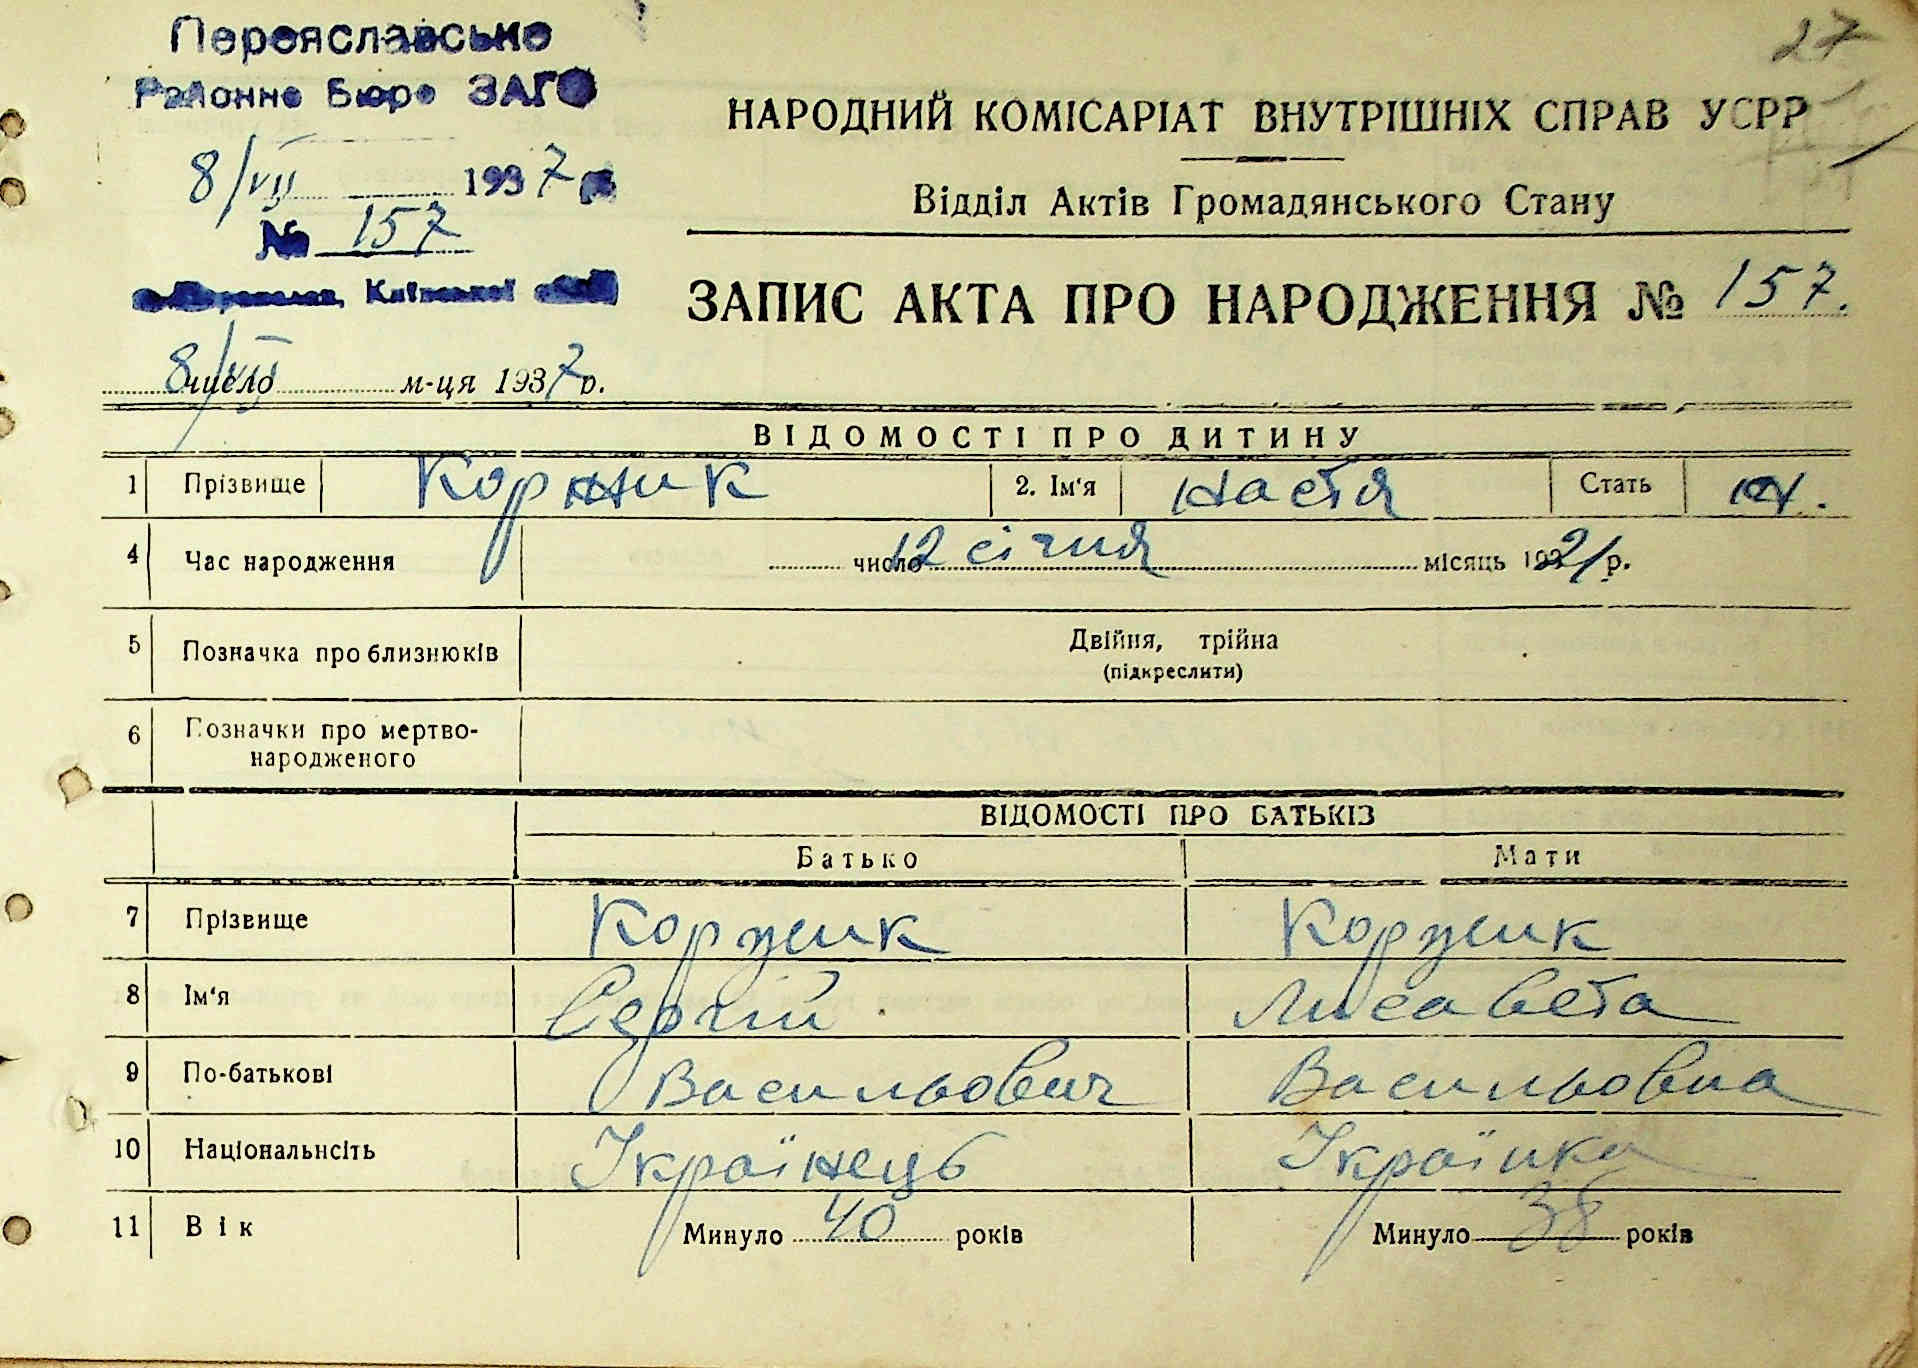 27
Переяславське
Районне Бюро ЗАГС
8/VII 1937 р.
№ 157
Київської
НАРОДНИЙ КОМІСАРІАТ ВНУТРІШНІХ СПРАВ УСРР
Відділ Актів Громадянського Стану
ЗАПИС АКТА ПРО НАРОДЖЕННЯ № 157.
8/VII число м-ця 1937 р.
ВІДОМОСТІ ПРО ДИТИНУ
1 Прізвище Коржик 2. Ім'я Настя Стать
4 Час народження число 12 січня місяць 1921 р.
5 Позначка про близнюків Двійня, трійна
(підкреслити)
6 Позначки про мертво-
народженого
ВІДОМОСТІ ПРО БАТЬКІВ
Батько Мати
7 Прізвище Коржик Коржик
8 Ім'я Сергій Лисавета
9 По-батькові Васильович Васильовна
10 Національнсіть Українець Українка
11 Вік Минуло 40 років Минуло 38 років